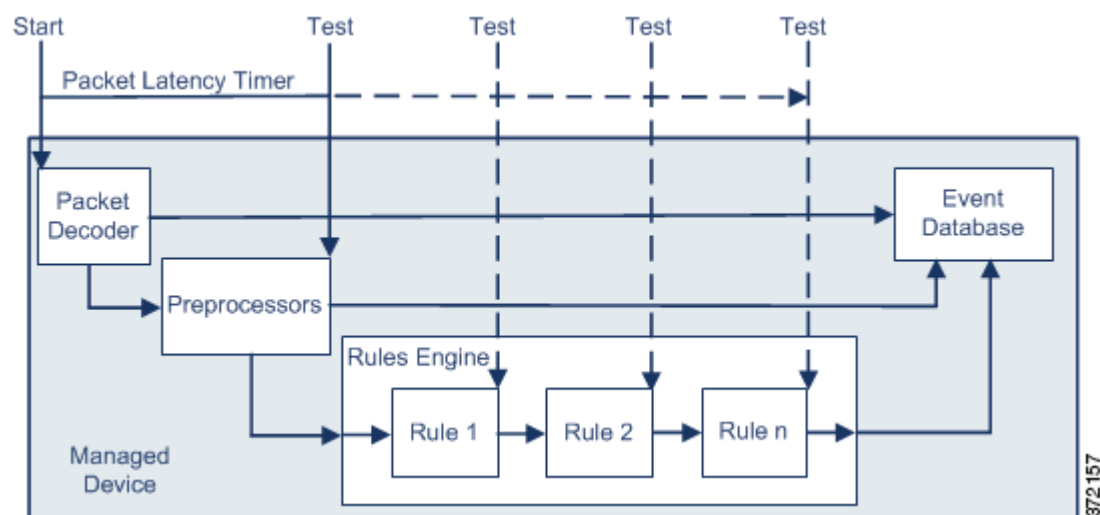 Start
Test
Test
Test
Test
Packet Latency Timer
Packet
Decoder
Event
Database
Preprocessors
Rules Engine
Rule 1
Rule 2
Rule n
Managed
Device
372157